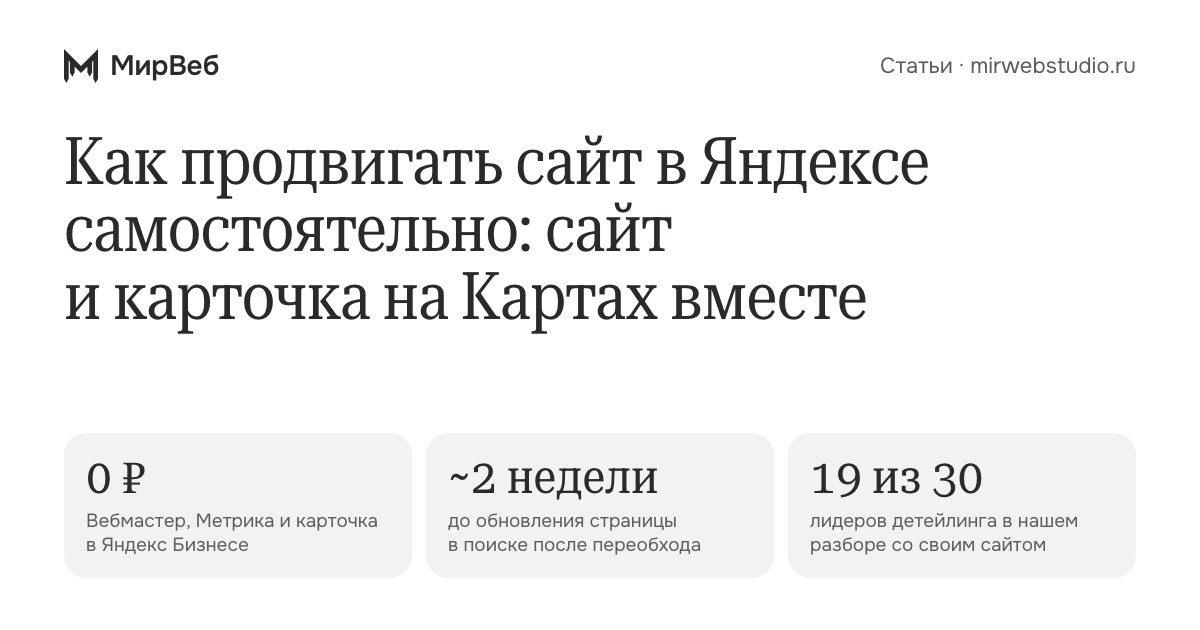 МирВеб
Статьи · mirwebstudio.ru
Как продвигать сайт в Яндексе
самостоятельно: сайт
и карточка на Картах вместе
0 ₽
Вебмастер, Метрика и карточка
в Яндекс Бизнесе
~2 недели
до обновления страницы
в поиске после переобхода
19 из 30
лидеров детейлинга в нашем
разборе со своим сайтом